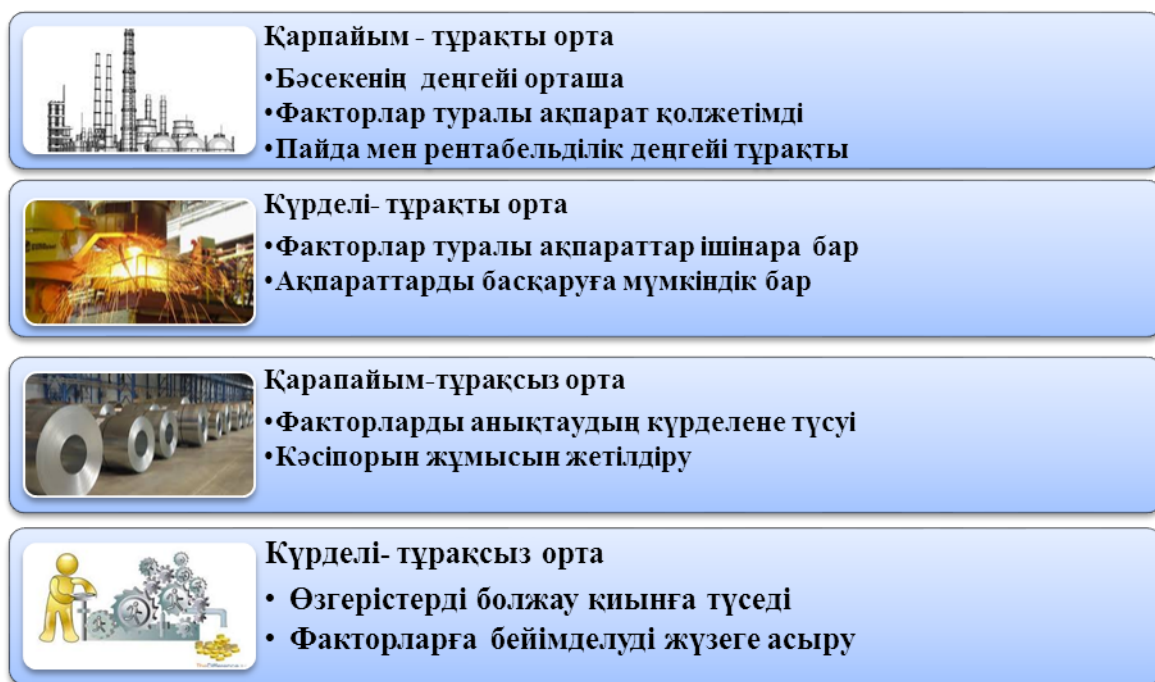 Қарпайым - тұрақты орта
•Бәсекенің деңгейі орташа
•Факторлар туралы ақпарат қолжетімді
•Пайда мен рентабельділік деңгейі тұрақты
Күрделі- тұрақты орта
•Факторлар туралы ақпараттар ішінара бар
•Ақпараттарды басқаруға мүмкіндік бар
Қарапайым-тұрақсыз орта
•Факторларды анықтаудың күрделене түсуі
•Кәсіпорын жұмысын жетілдіру
Күрделі- тұрақсыз орта
• Өзгерістерді болжау қиынға түседі
• Факторларға бейімделуді жүзеге асыру